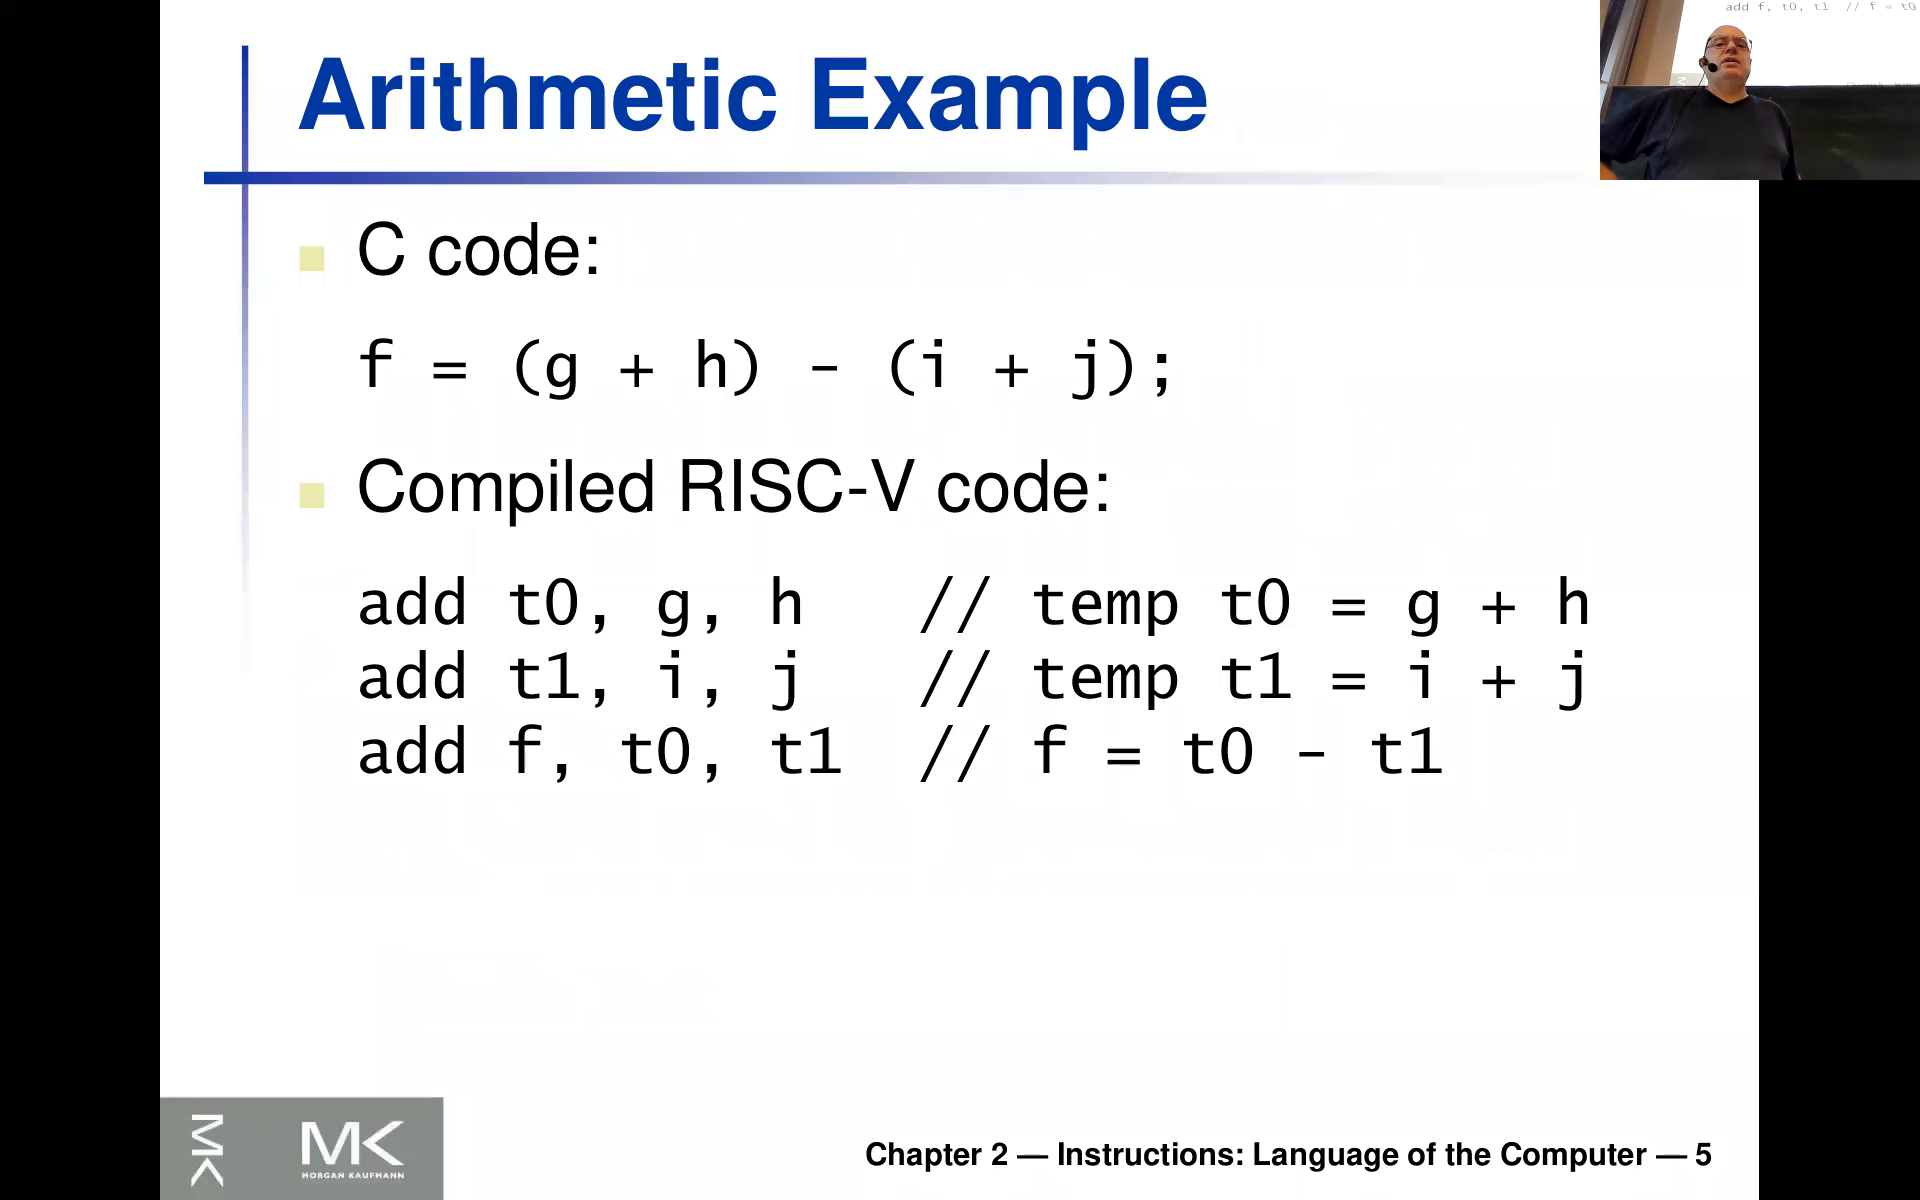 Arithmetic Example
C code:
f = (g + h) - (i + j);
Compiled RISC-V code:
add t0, g, h // temp t0 = g + h
add t1, i, j // temp t1 = i + j
add f, t0, t1 // f = t0 - t1
MK
MK
MORGAN KAUFMANN
Chapter 2 — Instructions: Language of the Computer — 5
add f, t0, t1 // f = t0